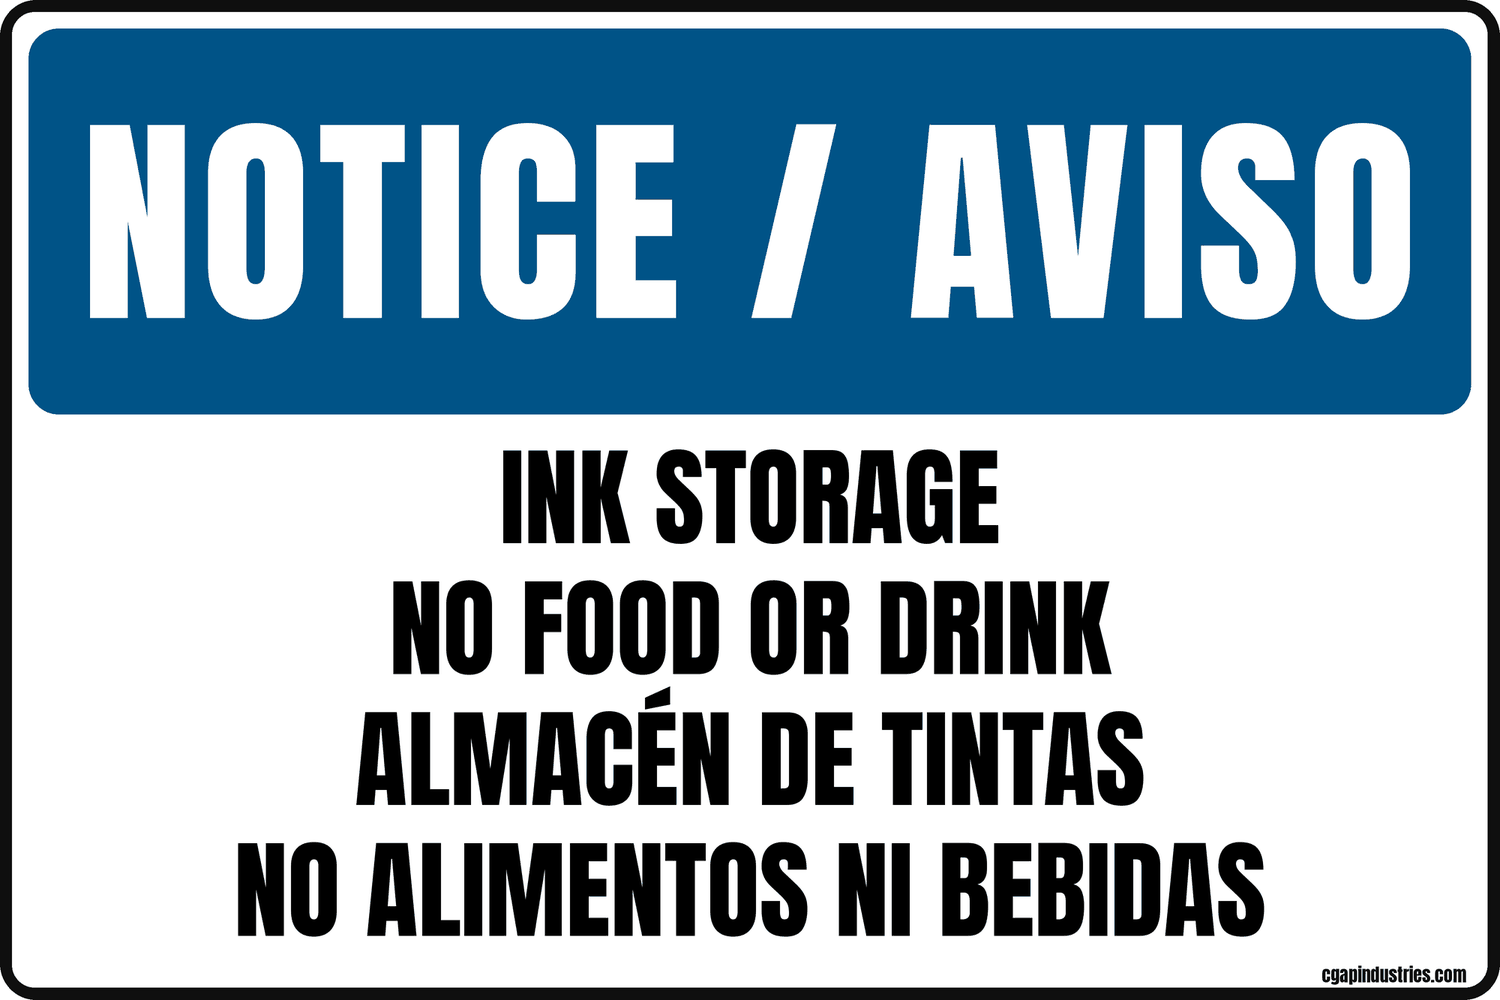 NOTICE / AVISO
INK STORAGE
NO FOOD OR DRINK
ALMACÉN DE TINTAS
NO ALIMENTOS NI BEBIDAS
cgapindustries.com